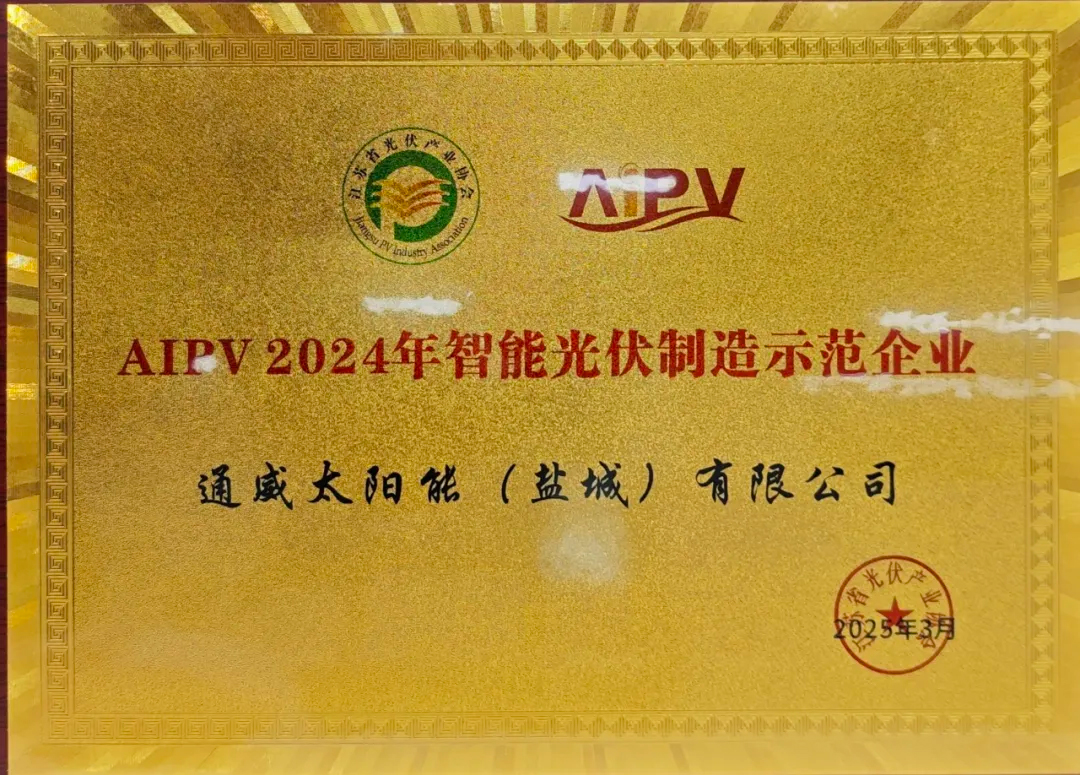 江苏省光伏产业协会
Jiangsu PV Industry Association
AiPV
AIPV 2024年智能光伏制造示范企业
通威太阳能（盐城）有限公司
江苏省光伏产业协会
2025年3月